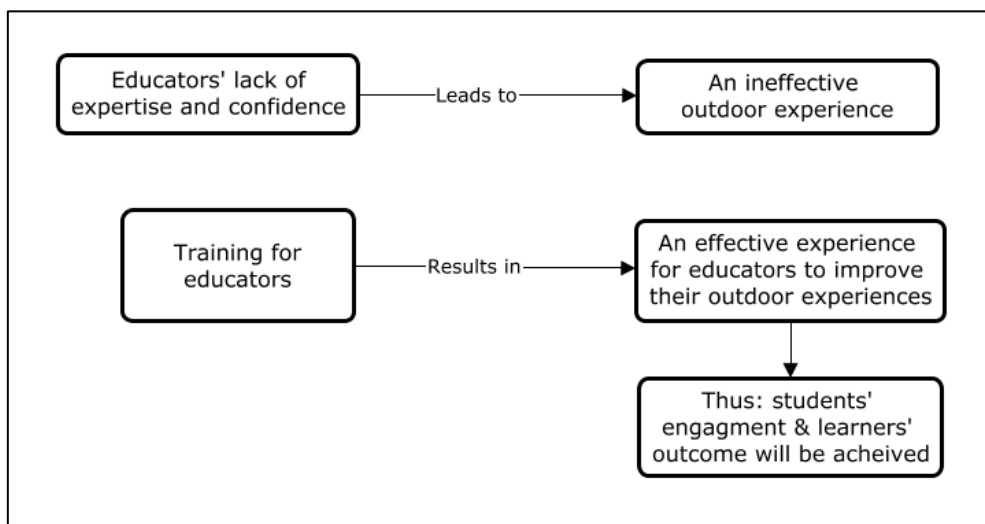 Educators' lack of
expertise and confidence
Leads to
An ineffective
outdoor experience
Training for
educators
Results in
An effective experience
for educators to improve
their outdoor experiences
Thus: students'
engagment & learners'
outcome will be acheived